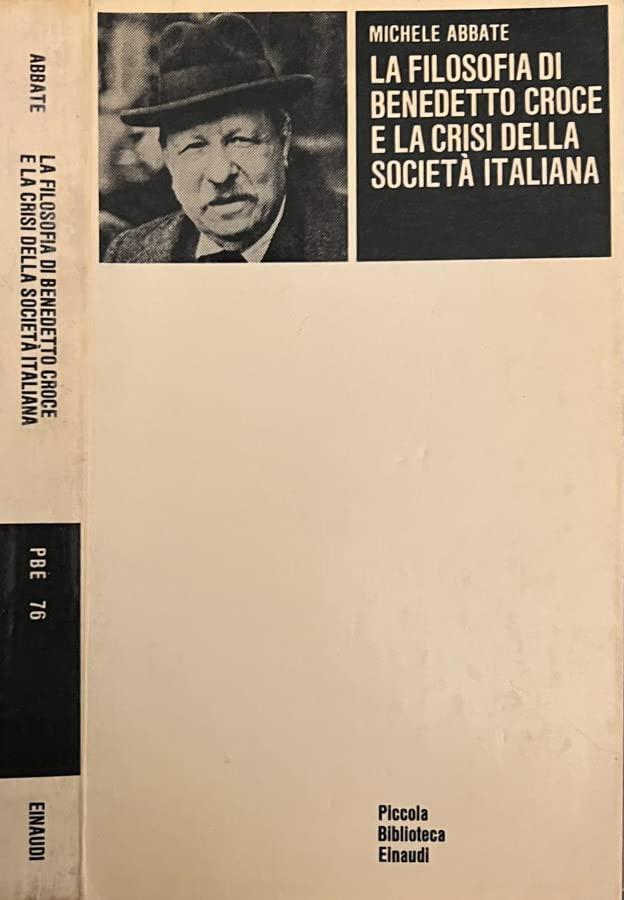 MICHELE ABBATE
LA FILOSOFIA DI
BENEDETTO CROCE
E LA CRISI DELLA
SOCIETÀ ITALIANA
Piccola
Biblioteca
Einaudi
ABBATE
LA FILOSOFIA DI BENEDETTO CROCE
E LA CRISI DELLA SOCIETÀ ITALIANA
PBE 76
EINAUDI